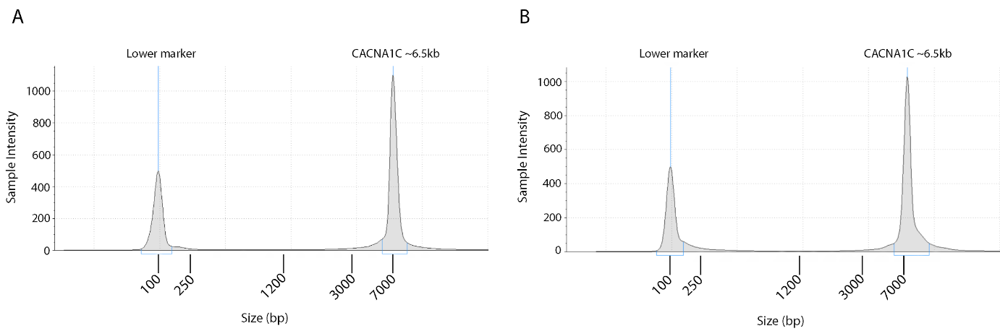 A
Lower marker
CACNA1C ~6.5kb
1000
800
600
400
200
0
Sample Intensity
100
250
1200
3000
7000
Size (bp)
B
Lower marker
CACNA1C ~6.5kb
1000
800
600
400
200
0
Sample Intensity
100
250
1200
3000
7000
Size (bp)